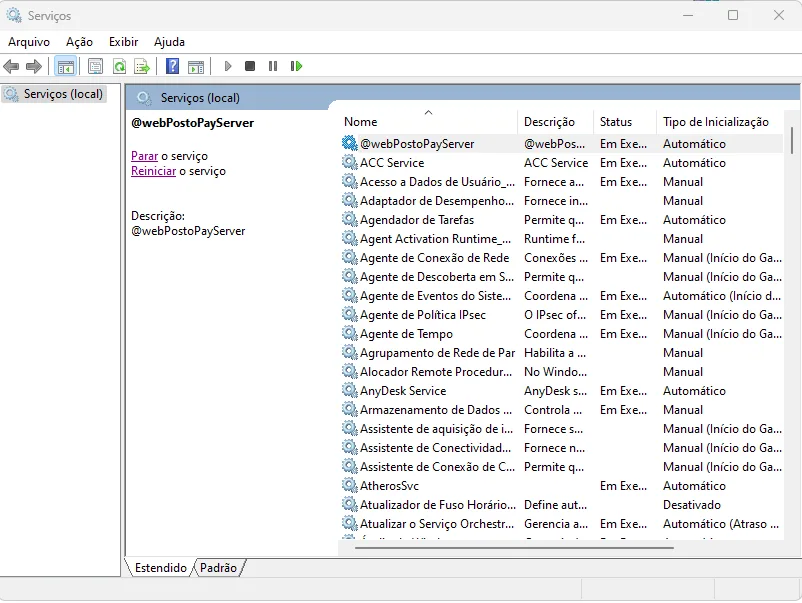 Serviços
Arquivo Ação Exibir Ajuda
Serviços (local)
Serviços (local)
@webPostoPayServer
Parar o serviço
Reiniciar o serviço
Descrição:
@webPostoPayServer
Nome Descrição Status Tipo de Inicialização
@webPostoPayServer @webPos... Em Exe... Automático
ACC Service ACC Service Em Exe... Automático
Acesso a Dados de Usuário_... Fornece a... Em Exe... Manual
Adaptador de Desempenho... Fornece in... Manual
Agendador de Tarefas Permite q... Em Exe... Automático
Agent Activation Runtime_... Runtime f... Manual
Agente de Conexão de Rede Conexões ... Em Exe... Manual (Início do Ga...
Agente de Descoberta em S... Permite q... Manual (Início do Ga...
Agente de Eventos do Siste... Coordena ... Em Exe... Automático (Início d...
Agente de Política IPsec O IPsec of... Em Exe... Manual (Início do Ga...
Agente de Tempo Coordena ... Em Exe... Manual (Início do Ga...
Agrupamento de Rede de Par Habilita a ... Manual
Alocador Remote Procedur... No Windo... Manual
AnyDesk Service AnyDesk s... Em Exe... Automático
Armazenamento de Dados ... Controla ... Em Exe... Manual
Assistente de aquisição de i... Fornece s... Manual (Início do Ga...
Assistente de Conectividad... Fornece n... Manual (Início do Ga...
Assistente de Conexão de C... Permite q... Manual (Início do Ga...
AtherosSvc Em Exe... Automático
Atualizador de Fuso Horário... Define aut... Desativado
Atualizar o Serviço Orchestr... Gerencia a... Em Exe... Automático (Atraso ...
Estendido Padrão